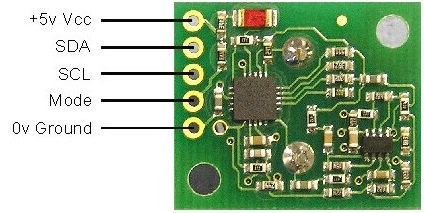 +5v Vcc
SDA
SCL
Mode
0v Ground